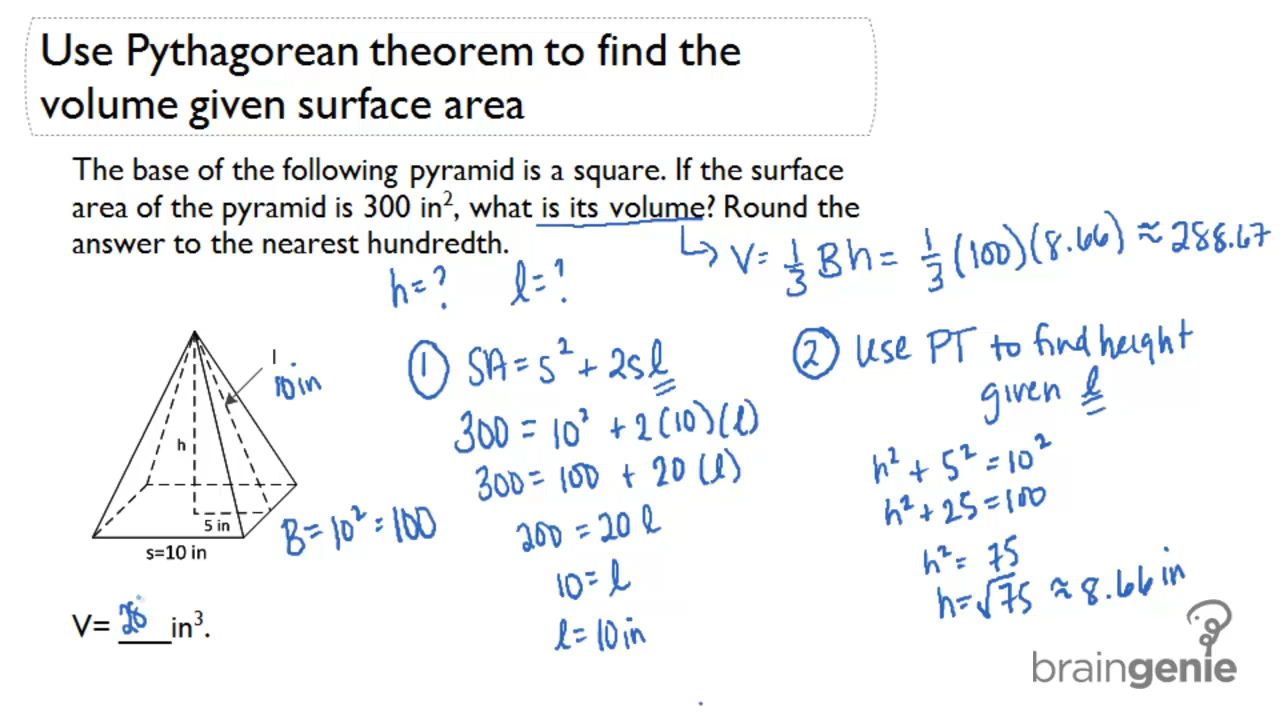 Use Pythagorean theorem to find the
volume given surface area
The base of the following pyramid is a square. If the surface
area of the pyramid is 300 in², what is its volume? Round the
answer to the nearest hundredth.
V = 1/3 Bh = 1/3 (100)(8.66) ≈ 288.67
h = ? l = ?
l
10 in
h
5 in
s=10 in
B = 10² = 100
V= 28 in³.
① SA = s² + 2sl
300 = 10² + 2(10)(l)
300 = 100 + 20(l)
200 = 20l
10 = l
l = 10 in
② Use PT to find height
given l
h² + 5² = 10²
h² + 25 = 100
h² = 75
h = √75 ≈ 8.66 in
braingenie